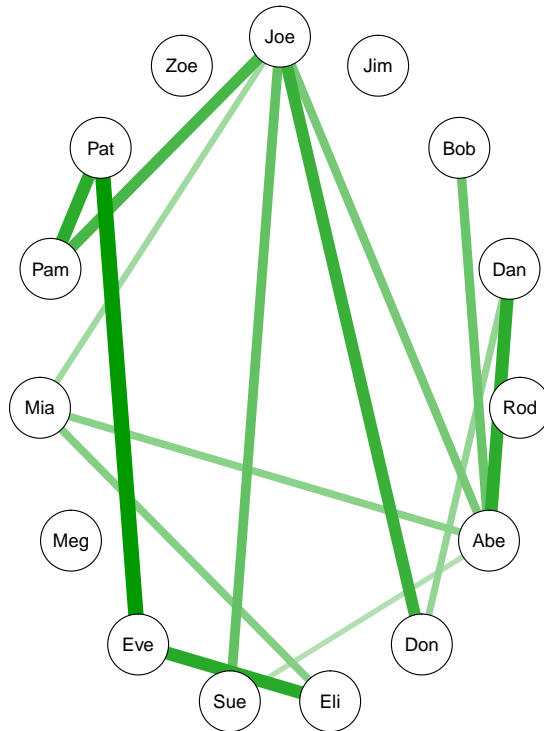 Joe
Zoe
Jim
Pat
Bob
Pam
Dan
Mia
Rod
Meg
Abe
Eve
Don
Sue
Eli